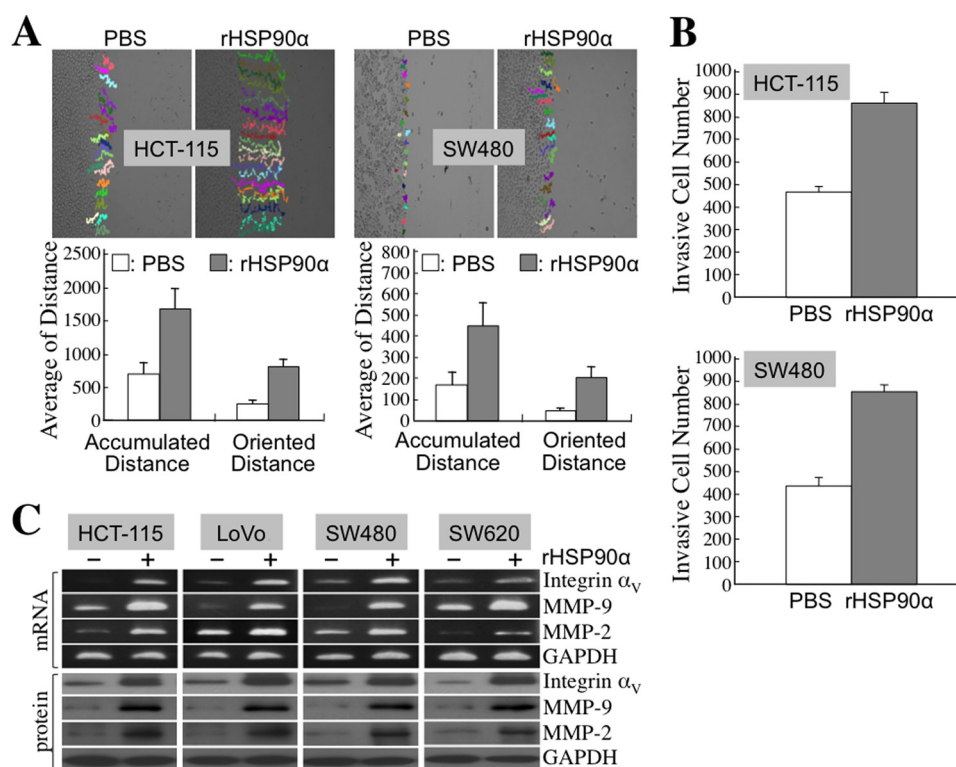 A
PBS rHSP90α
HCT-115
PBS rHSP90α
SW480
Average of Distance
2500
2000
1500
1000
500
0
□: PBS ■: rHSP90α
Accumulated Distance
Oriented Distance
Average of Distance
800
700
600
500
400
300
200
100
0
□: PBS ■: rHSP90α
Accumulated Distance
Oriented Distance
B
HCT-115
Invasive Cell Number
1000
900
800
700
600
500
400
300
200
100
0
PBS rHSP90α
SW480
Invasive Cell Number
1000
900
800
700
600
500
400
300
200
100
0
PBS rHSP90α
C
HCT-115 LoVo SW480 SW620
− + − + − + − + rHSP90α
mRNA
Integrin αV
MMP-9
MMP-2
GAPDH
protein
Integrin αV
MMP-9
MMP-2
GAPDH